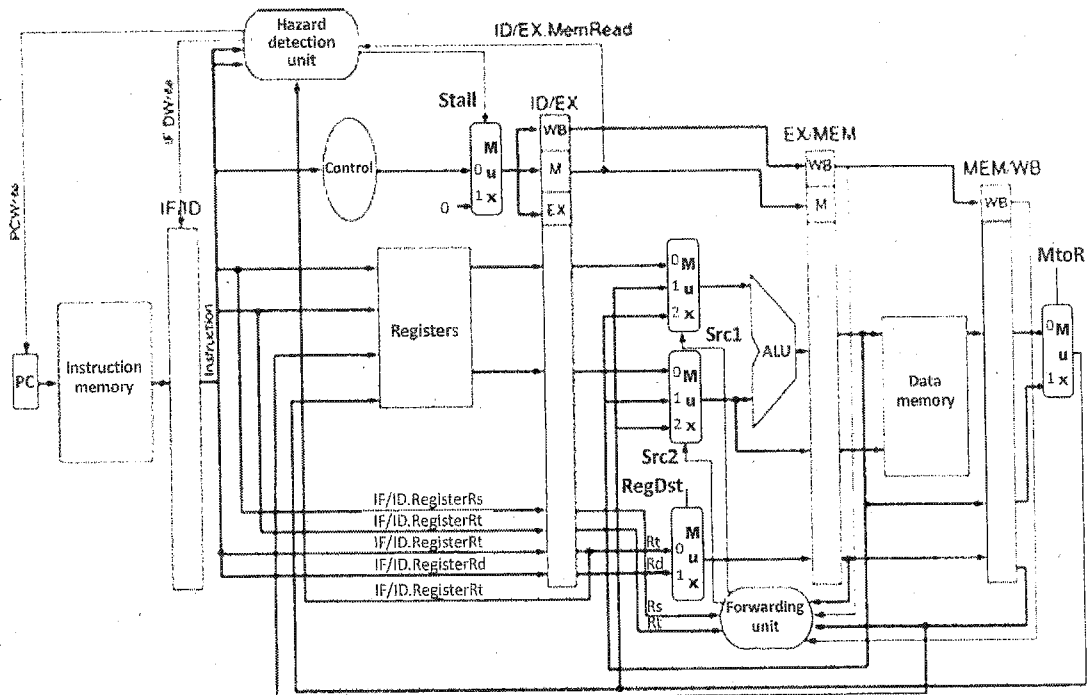 Hazard
detection
unit
ID/EX.MemRead
Stall
ID/EX
EX/MEM
MEM/WB
IF/ID
Control
0
M
0
u
1
x
WB
M
EX
WB
M
WB
MtoR
0 M
u
1 x
PC
Instruction
memory
Instruction
Registers
0 M
1 u
2 x
Src1
ALU
0 M
1 u
2 x
Src2
Data
memory
RegDst
M
0
u
1
x
IF/ID.RegisterRs
IF/ID.RegisterRt
IF/ID.RegisterRt
IF/ID.RegisterRd
IF/ID.RegisterRt
Rt
Rd
Rs
Rt
Forwarding
unit